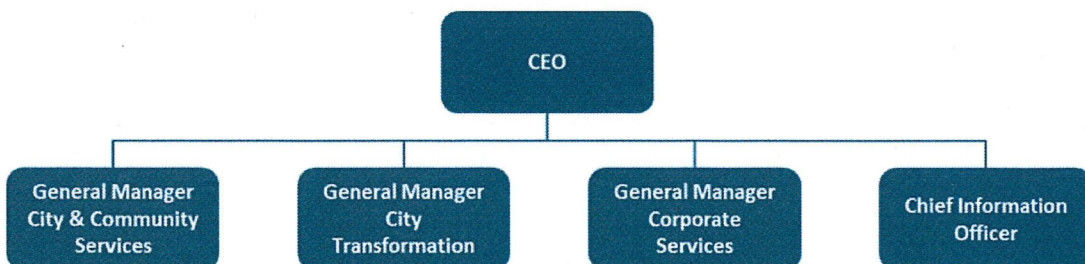 CEO
General Manager
City & Community
Services
General Manager
City
Transformation
General Manager
Corporate
Services
Chief Information
Officer